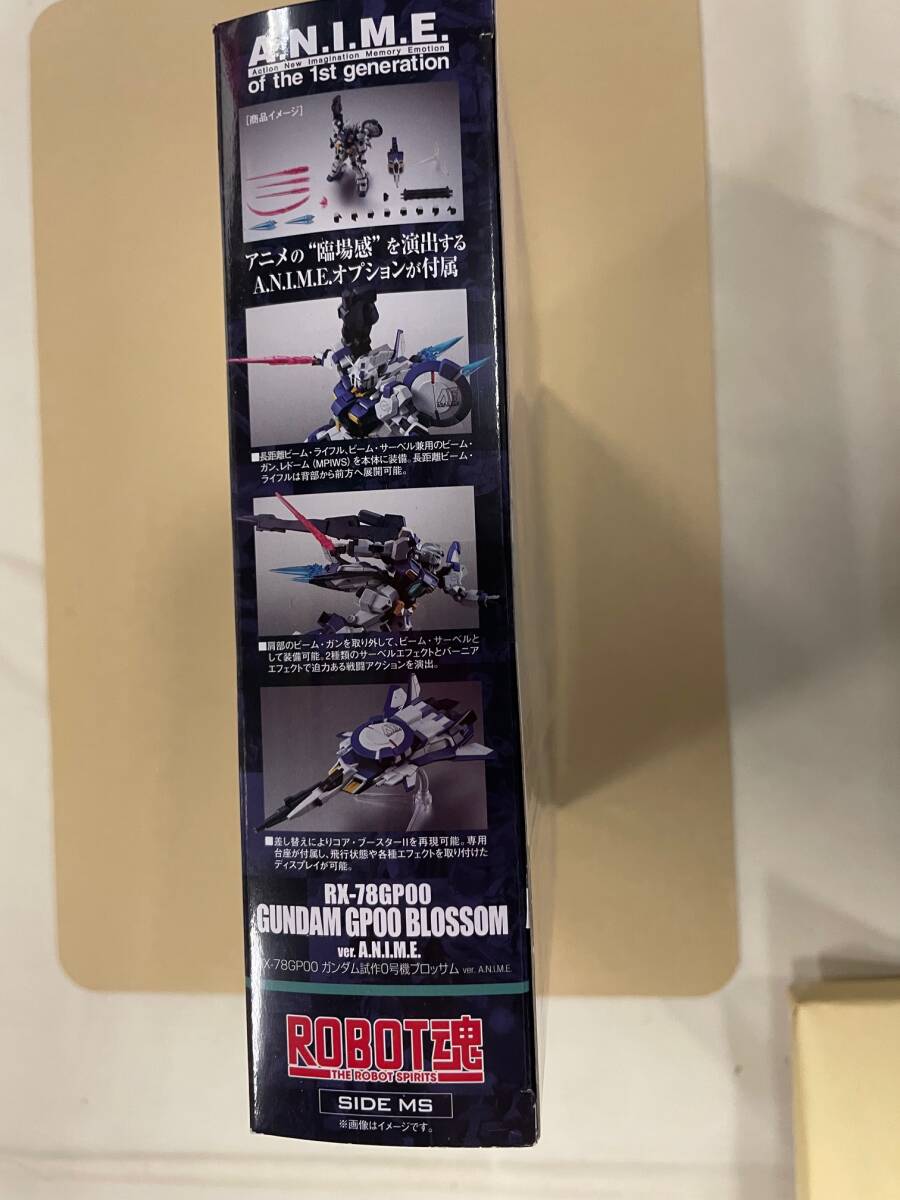 A.N.I.M.E.
Action New Imagination Memory Emotion
of the 1st generation
[商品イメージ]
アニメの“臨場感”を演出する
A.N.I.M.E.オプションが付属
■長距離ビーム・ライフル、ビーム・サーベル兼用のビーム・
ガン、レドーム(MPIWS)を本体に装備。長距離ビーム・
ライフルは背部から前方へ展開可能。
■肩部のビーム・ガンを取り外して、ビーム・サーベルと
して装備可能。2種類のサーベルエフェクトとバーニア
エフェクトで迫力ある戦闘アクションを演出。
■差し替えによりコア・ブースターIIを再現可能。専用
台座が付属し、飛行状態や各種エフェクトを取り付けた
ディスプレイが可能。
RX-78GP00
GUNDAM GP00 BLOSSOM
ver. A.N.I.M.E.
X-78GP00 ガンダム試作0号機ブロッサム ver. A.N.I.M.E.
ROBOT魂
THE ROBOT SPIRITS
SIDE MS
※画像はイメージです。